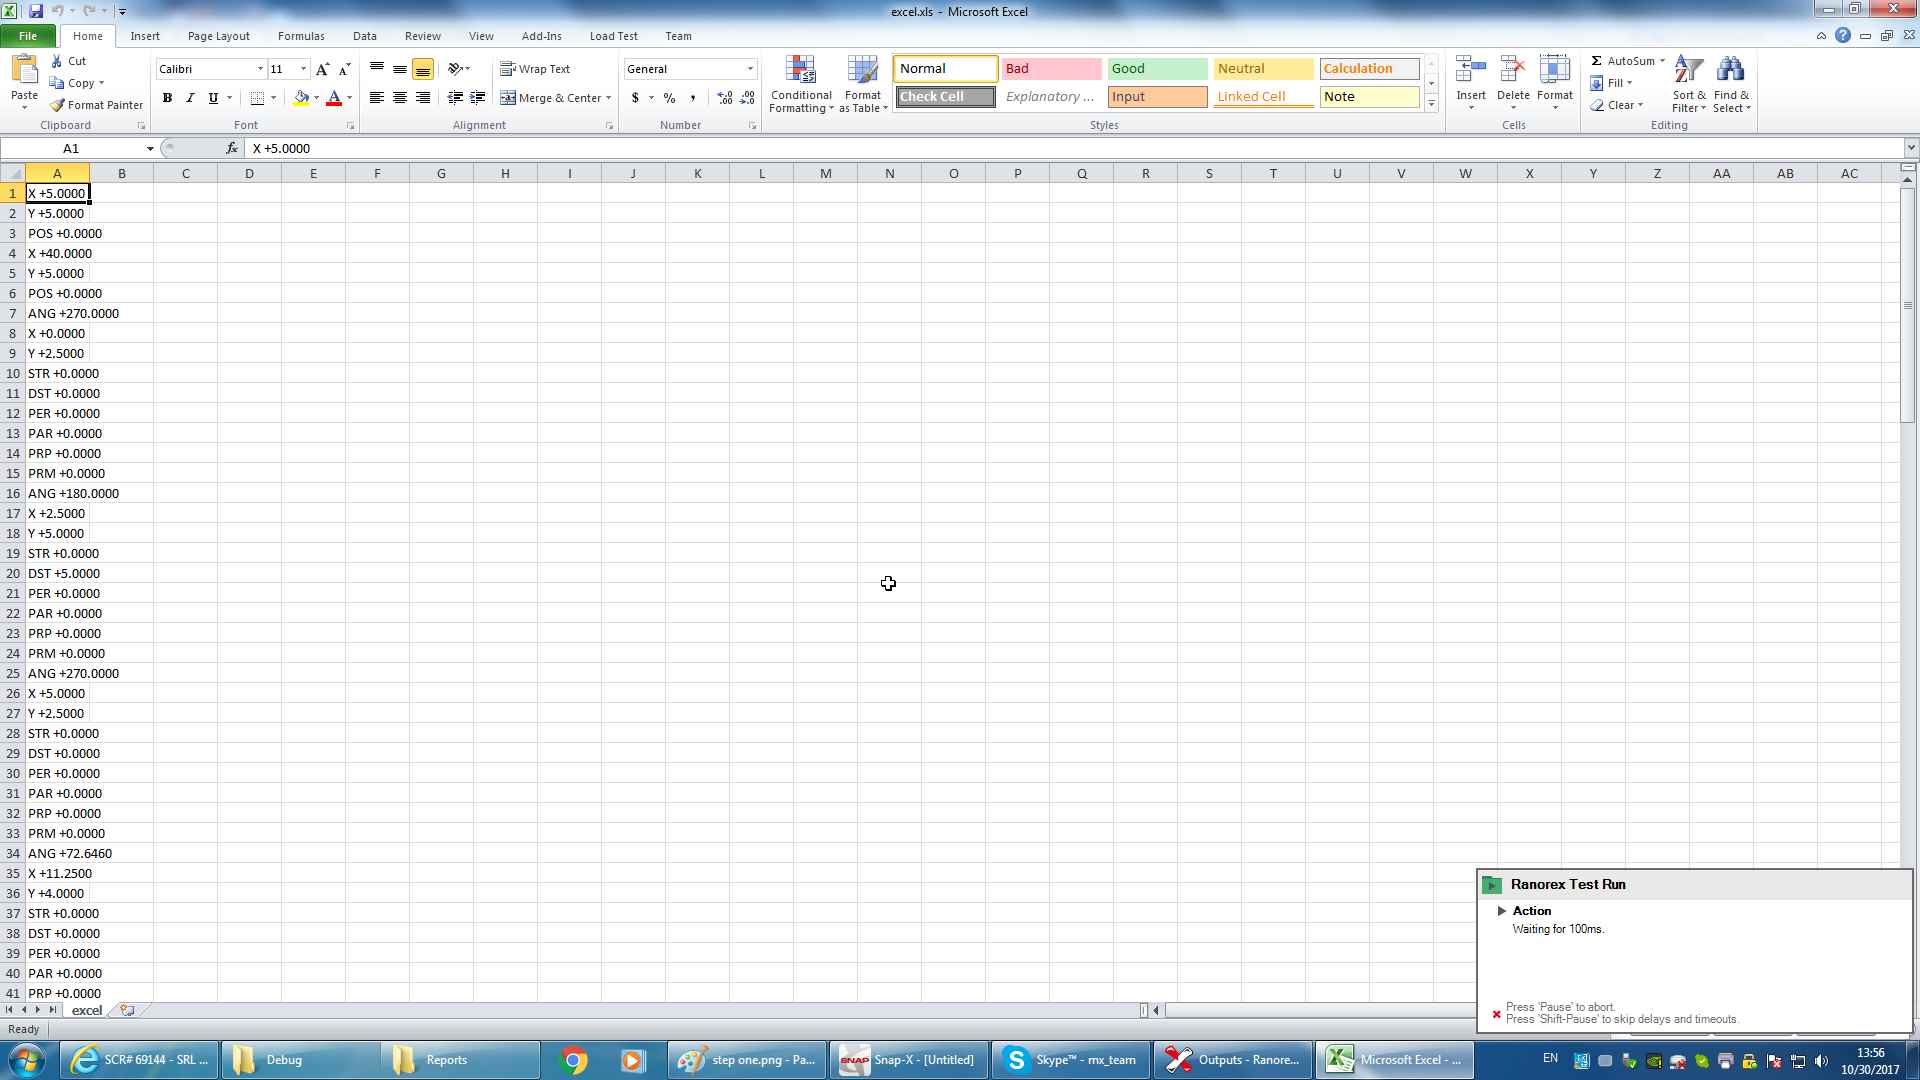 excel.xls - Microsoft Excel
File Home Insert Page Layout Formulas Data Review View Add-Ins Load Test Team
Paste Cut Copy Format Painter Clipboard
Calibri 11 A A B I U A Font
Wrap Text Merge & Center Alignment
General $ % , Number
Conditional Formatting Format as Table
Normal Bad Good Neutral Calculation
Check Cell Explanatory ... Input Linked Cell Note
Styles
Insert Delete Format Cells
Σ AutoSum Fill Clear Sort & Filter Find & Select Editing
A1 fx X +5.0000
A B C D E F G H I J K L M N O P Q R S T U V W X Y Z AA AB AC
1 X +5.0000
2 Y +5.0000
3 POS +0.0000
4 X +40.0000
5 Y +5.0000
6 POS +0.0000
7 ANG +270.0000
8 X +0.0000
9 Y +2.5000
10 STR +0.0000
11 DST +0.0000
12 PER +0.0000
13 PAR +0.0000
14 PRP +0.0000
15 PRM +0.0000
16 ANG +180.0000
17 X +2.5000
18 Y +5.0000
19 STR +0.0000
20 DST +5.0000
21 PER +0.0000
22 PAR +0.0000
23 PRP +0.0000
24 PRM +0.0000
25 ANG +270.0000
26 X +5.0000
27 Y +2.5000
28 STR +0.0000
29 DST +0.0000
30 PER +0.0000
31 PAR +0.0000
32 PRP +0.0000
33 PRM +0.0000
34 ANG +72.6460
35 X +11.2500
36 Y +4.0000
37 STR +0.0000
38 DST +0.0000
39 PER +0.0000
40 PAR +0.0000
41 PRP +0.0000
Ranorex Test Run
Action
Waiting for 100ms.
Press 'Pause' to abort.
Press 'Shift-Pause' to skip delays and timeouts.
excel
Ready
SCR# 69144 - SRL ... Debug Reports step one.png - Pa... SNAP Snap-X - [Untitled] Skype™ - mx_team Outputs - Ranore... Microsoft Excel - ... EN 13:56
10/30/2017